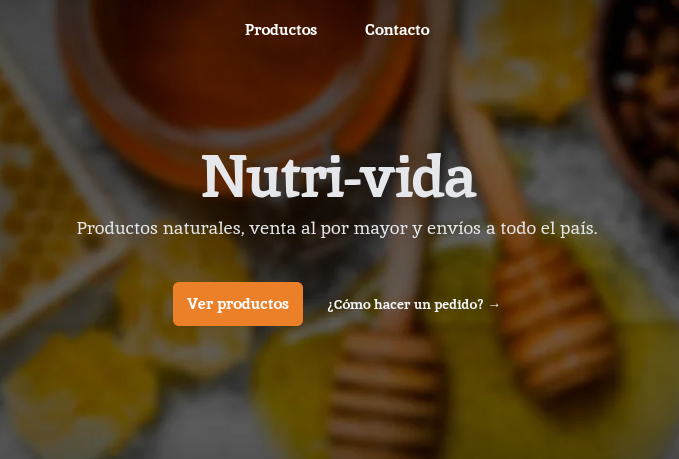 Productos Contacto
Nutri-vida
Productos naturales, venta al por mayor y envíos a todo el país.
Ver productos ¿Cómo hacer un pedido? →